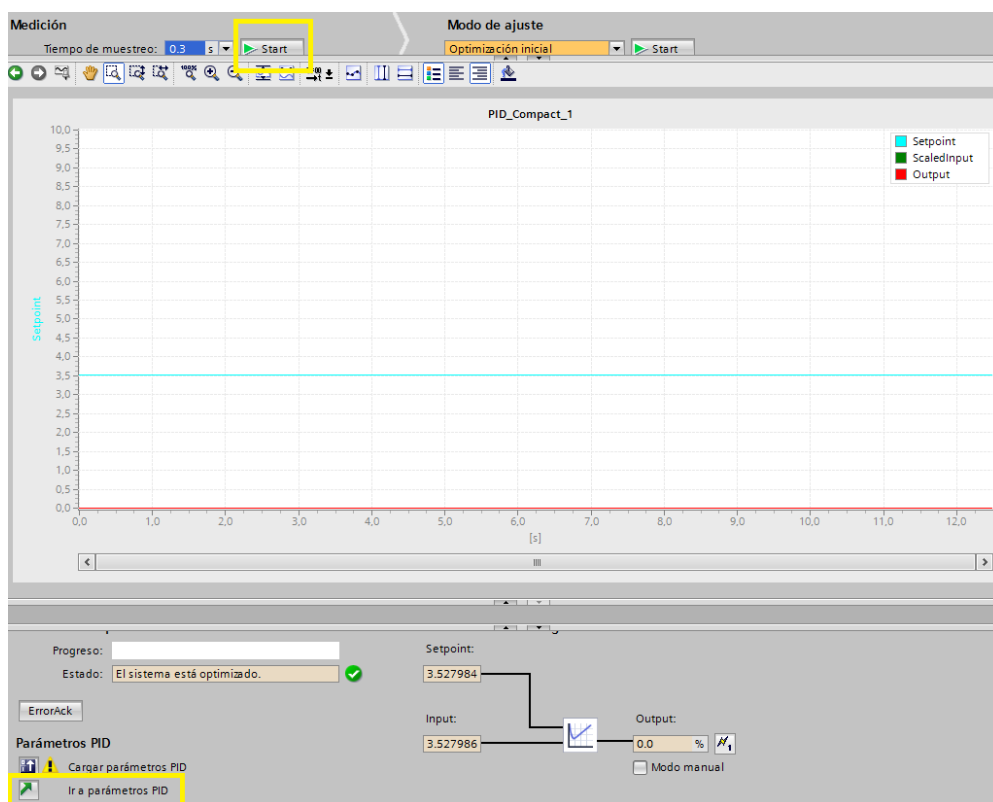 Medición
Modo de ajuste
Tiempo de muestreo: 0.3 s Start
Optimización inicial Start
PID_Compact_1
Setpoint
ScaledInput
Output
Setpoint
10,0
9,5
9,0
8,5
8,0
7,5
7,0
6,5
6,0
5,5
5,0
4,5
4,0
3,5
3,0
2,5
2,0
1,5
1,0
0,5
0,0
0,0 1,0 2,0 3,0 4,0 5,0 6,0 7,0 8,0 9,0 10,0 11,0 12,0
[s]
Progreso:
Estado: El sistema está optimizado.
ErrorAck
Parámetros PID
Cargar parámetros PID
Ir a parámetros PID
Setpoint:
3.527984
Input:
3.527986
Output:
0.0 %
Modo manual